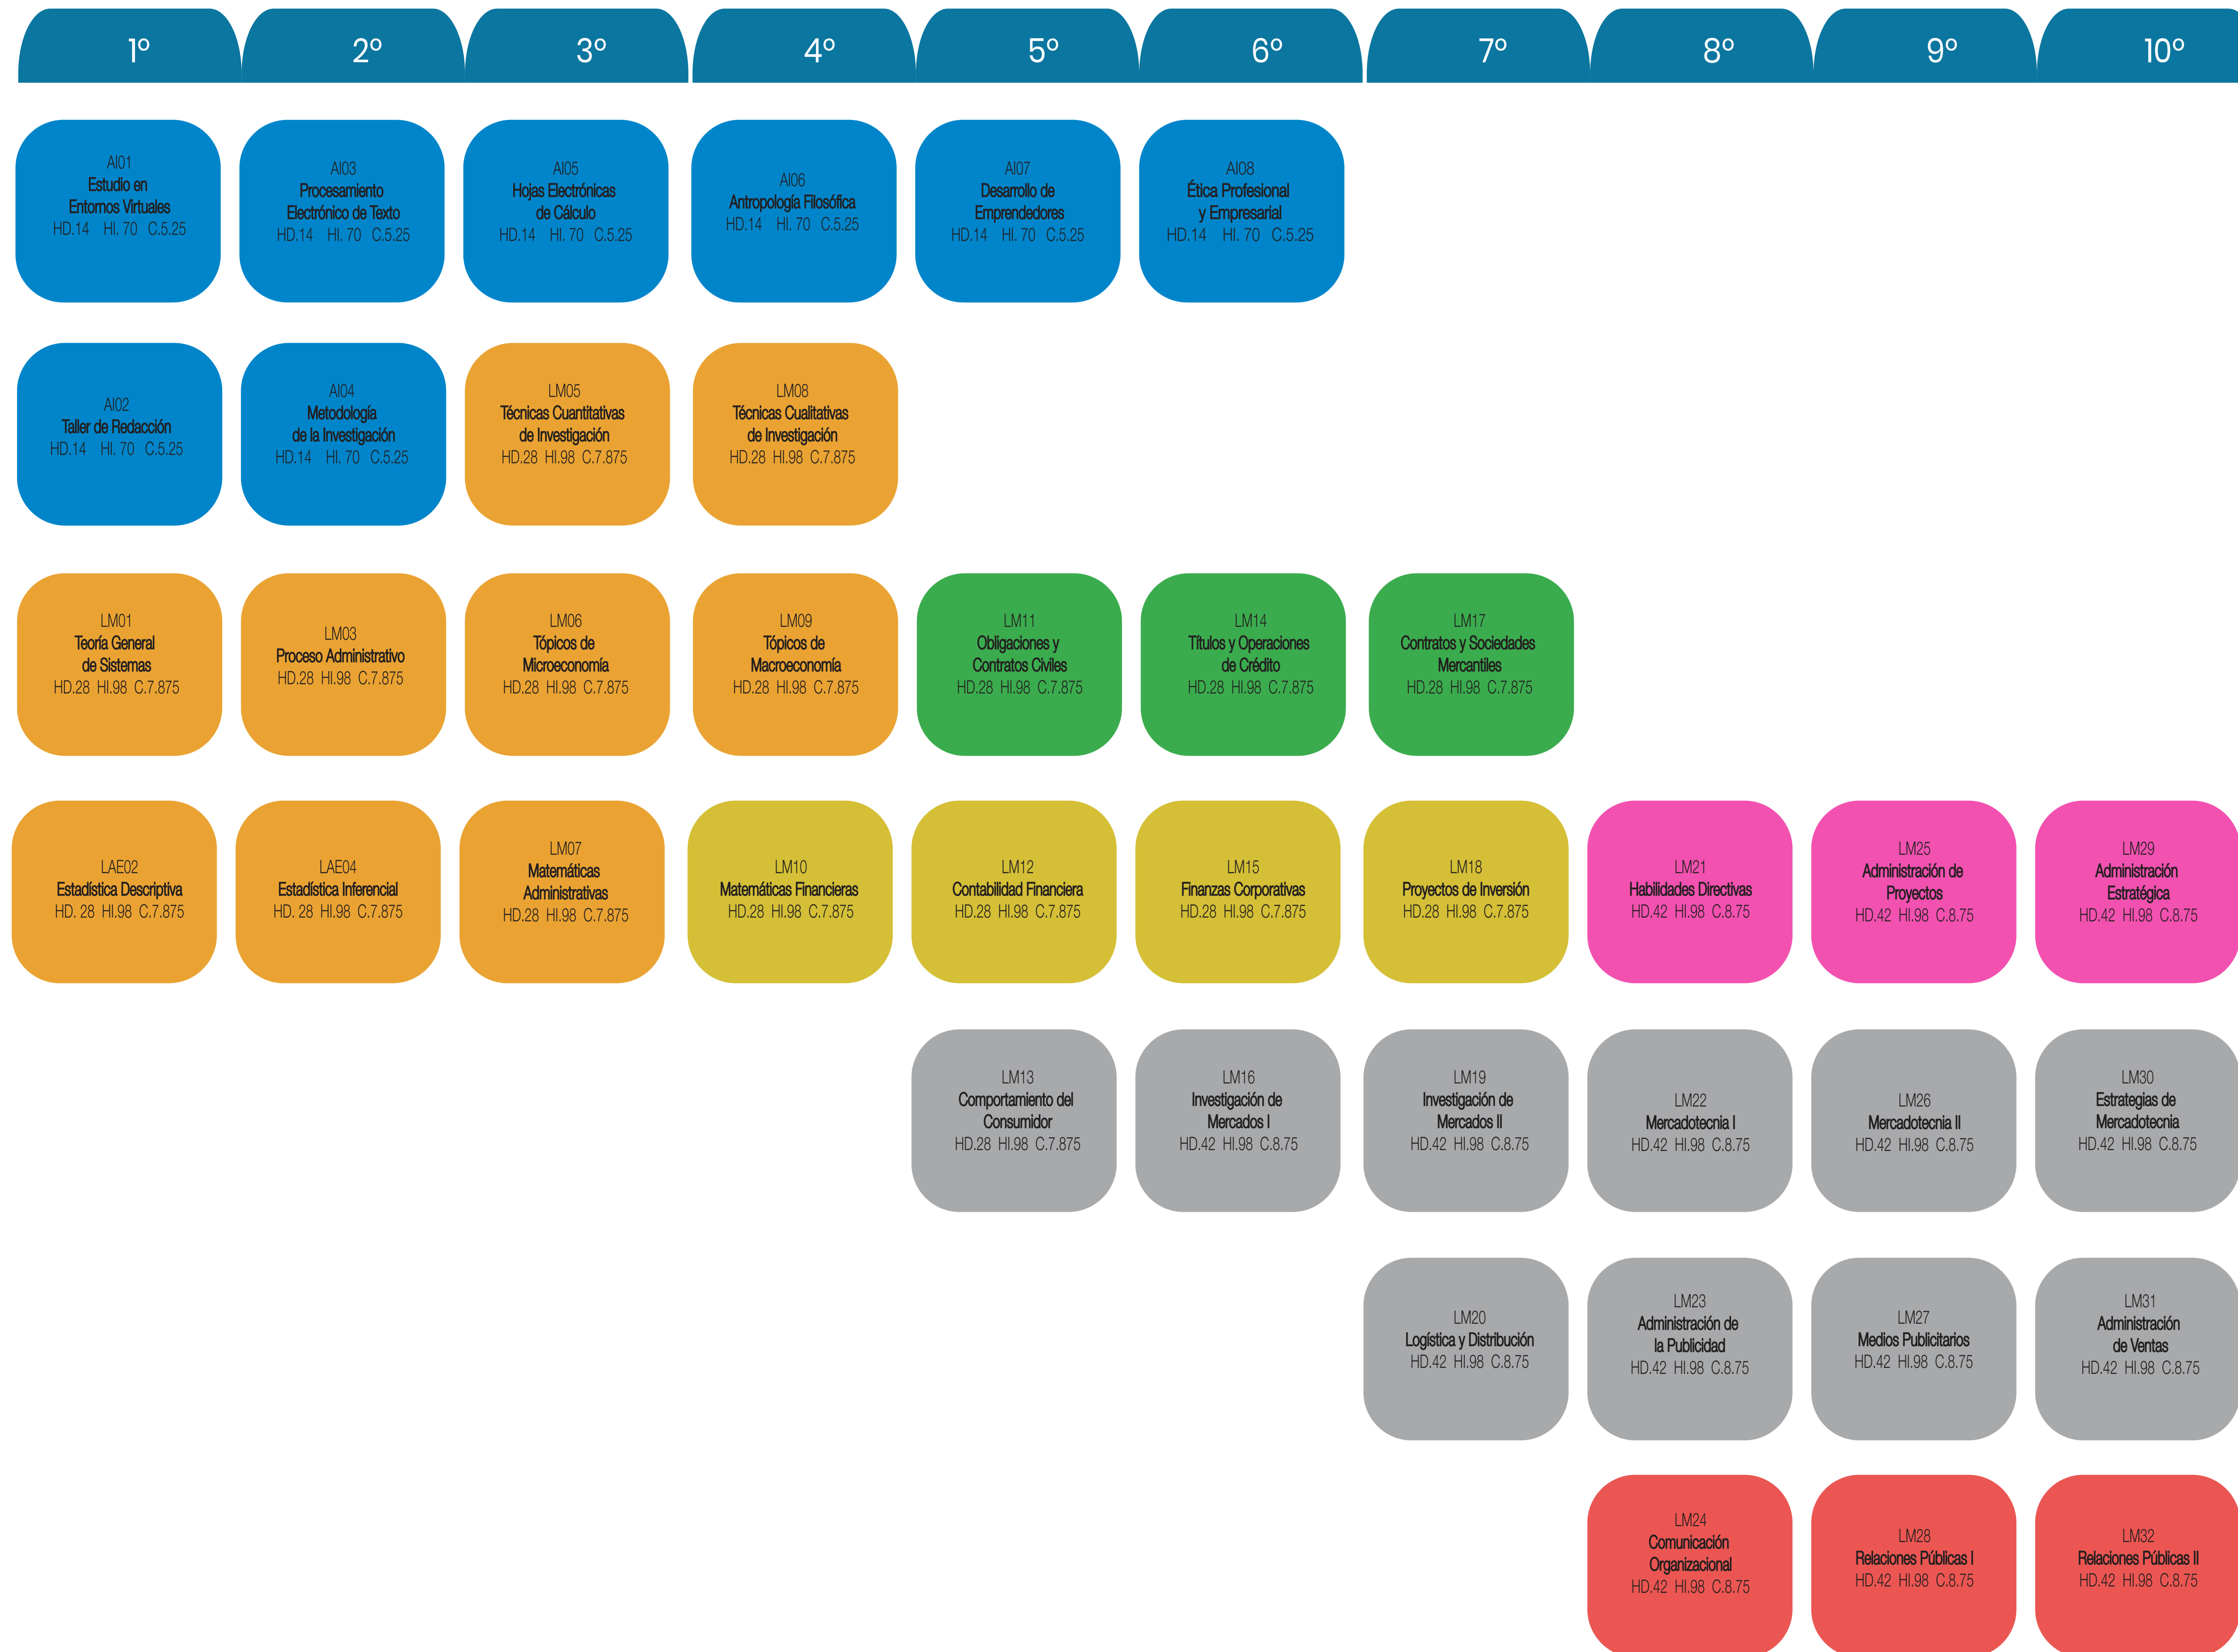 1º
2º
3º
4º
5º
6º
7º
8º
9º
10º
AI01
Estudio en
Entornos Virtuales
HD.14 HI. 70 C.5.25
AI03
Procesamiento
Electrónico de Texto
HD.14 HI. 70 C.5.25
AI05
Hojas Electrónicas
de Cálculo
HD.14 HI. 70 C.5.25
AI06
Antropología Filosófica
HD.14 HI. 70 C.5.25
AI07
Desarrollo de
Emprendedores
HD.14 HI. 70 C.5.25
AI08
Ética Profesional
y Empresarial
HD.14 HI. 70 C.5.25
AI02
Taller de Redacción
HD.14 HI. 70 C.5.25
AI04
Metodología
de la Investigación
HD.14 HI. 70 C.5.25
LM05
Técnicas Cuantitativas
de Investigación
HD.28 HI.98 C.7.875
LM08
Técnicas Cualitativas
de Investigación
HD.28 HI.98 C.7.875
LM01
Teoría General
de Sistemas
HD.28 HI.98 C.7.875
LM03
Proceso Administrativo
HD.28 HI.98 C.7.875
LM06
Tópicos de
Microeconomía
HD.28 HI.98 C.7.875
LM09
Tópicos de
Macroeconomía
HD.28 HI.98 C.7.875
LM11
Obligaciones y
Contratos Civiles
HD.28 HI.98 C.7.875
LM14
Títulos y Operaciones
de Crédito
HD.28 HI.98 C.7.875
LM17
Contratos y Sociedades
Mercantiles
HD.28 HI.98 C.7.875
LAE02
Estadística Descriptiva
HD. 28 HI.98 C.7.875
LAE04
Estadística Inferencial
HD. 28 HI.98 C.7.875
LM07
Matemáticas
Administrativas
HD.28 HI.98 C.7.875
LM10
Matemáticas Financieras
HD.28 HI.98 C.7.875
LM12
Contabilidad Financiera
HD.28 HI.98 C.7.875
LM15
Finanzas Corporativas
HD.28 HI.98 C.7.875
LM18
Proyectos de Inversión
HD.28 HI.98 C.7.875
LM21
Habilidades Directivas
HD.42 HI.98 C.8.75
LM25
Administración de
Proyectos
HD.42 HI.98 C.8.75
LM29
Administración
Estratégica
HD.42 HI.98 C.8.75
LM13
Comportamiento del
Consumidor
HD.28 HI.98 C.7.875
LM16
Investigación de
Mercados I
HD.42 HI.98 C.8.75
LM19
Investigación de
Mercados II
HD.42 HI.98 C.8.75
LM22
Mercadotecnia I
HD.42 HI.98 C.8.75
LM26
Mercadotecnia II
HD.42 HI.98 C.8.75
LM30
Estrategias de
Mercadotecnia
HD.42 HI.98 C.8.75
LM20
Logística y Distribución
HD.42 HI.98 C.8.75
LM23
Administración de
la Publicidad
HD.42 HI.98 C.8.75
LM27
Medios Publicitarios
HD.42 HI.98 C.8.75
LM31
Administración
de Ventas
HD.42 HI.98 C.8.75
LM24
Comunicación
Organizacional
HD.42 HI.98 C.8.75
LM28
Relaciones Públicas I
HD.42 HI.98 C.8.75
LM32
Relaciones Públicas II
HD.42 HI.98 C.8.75